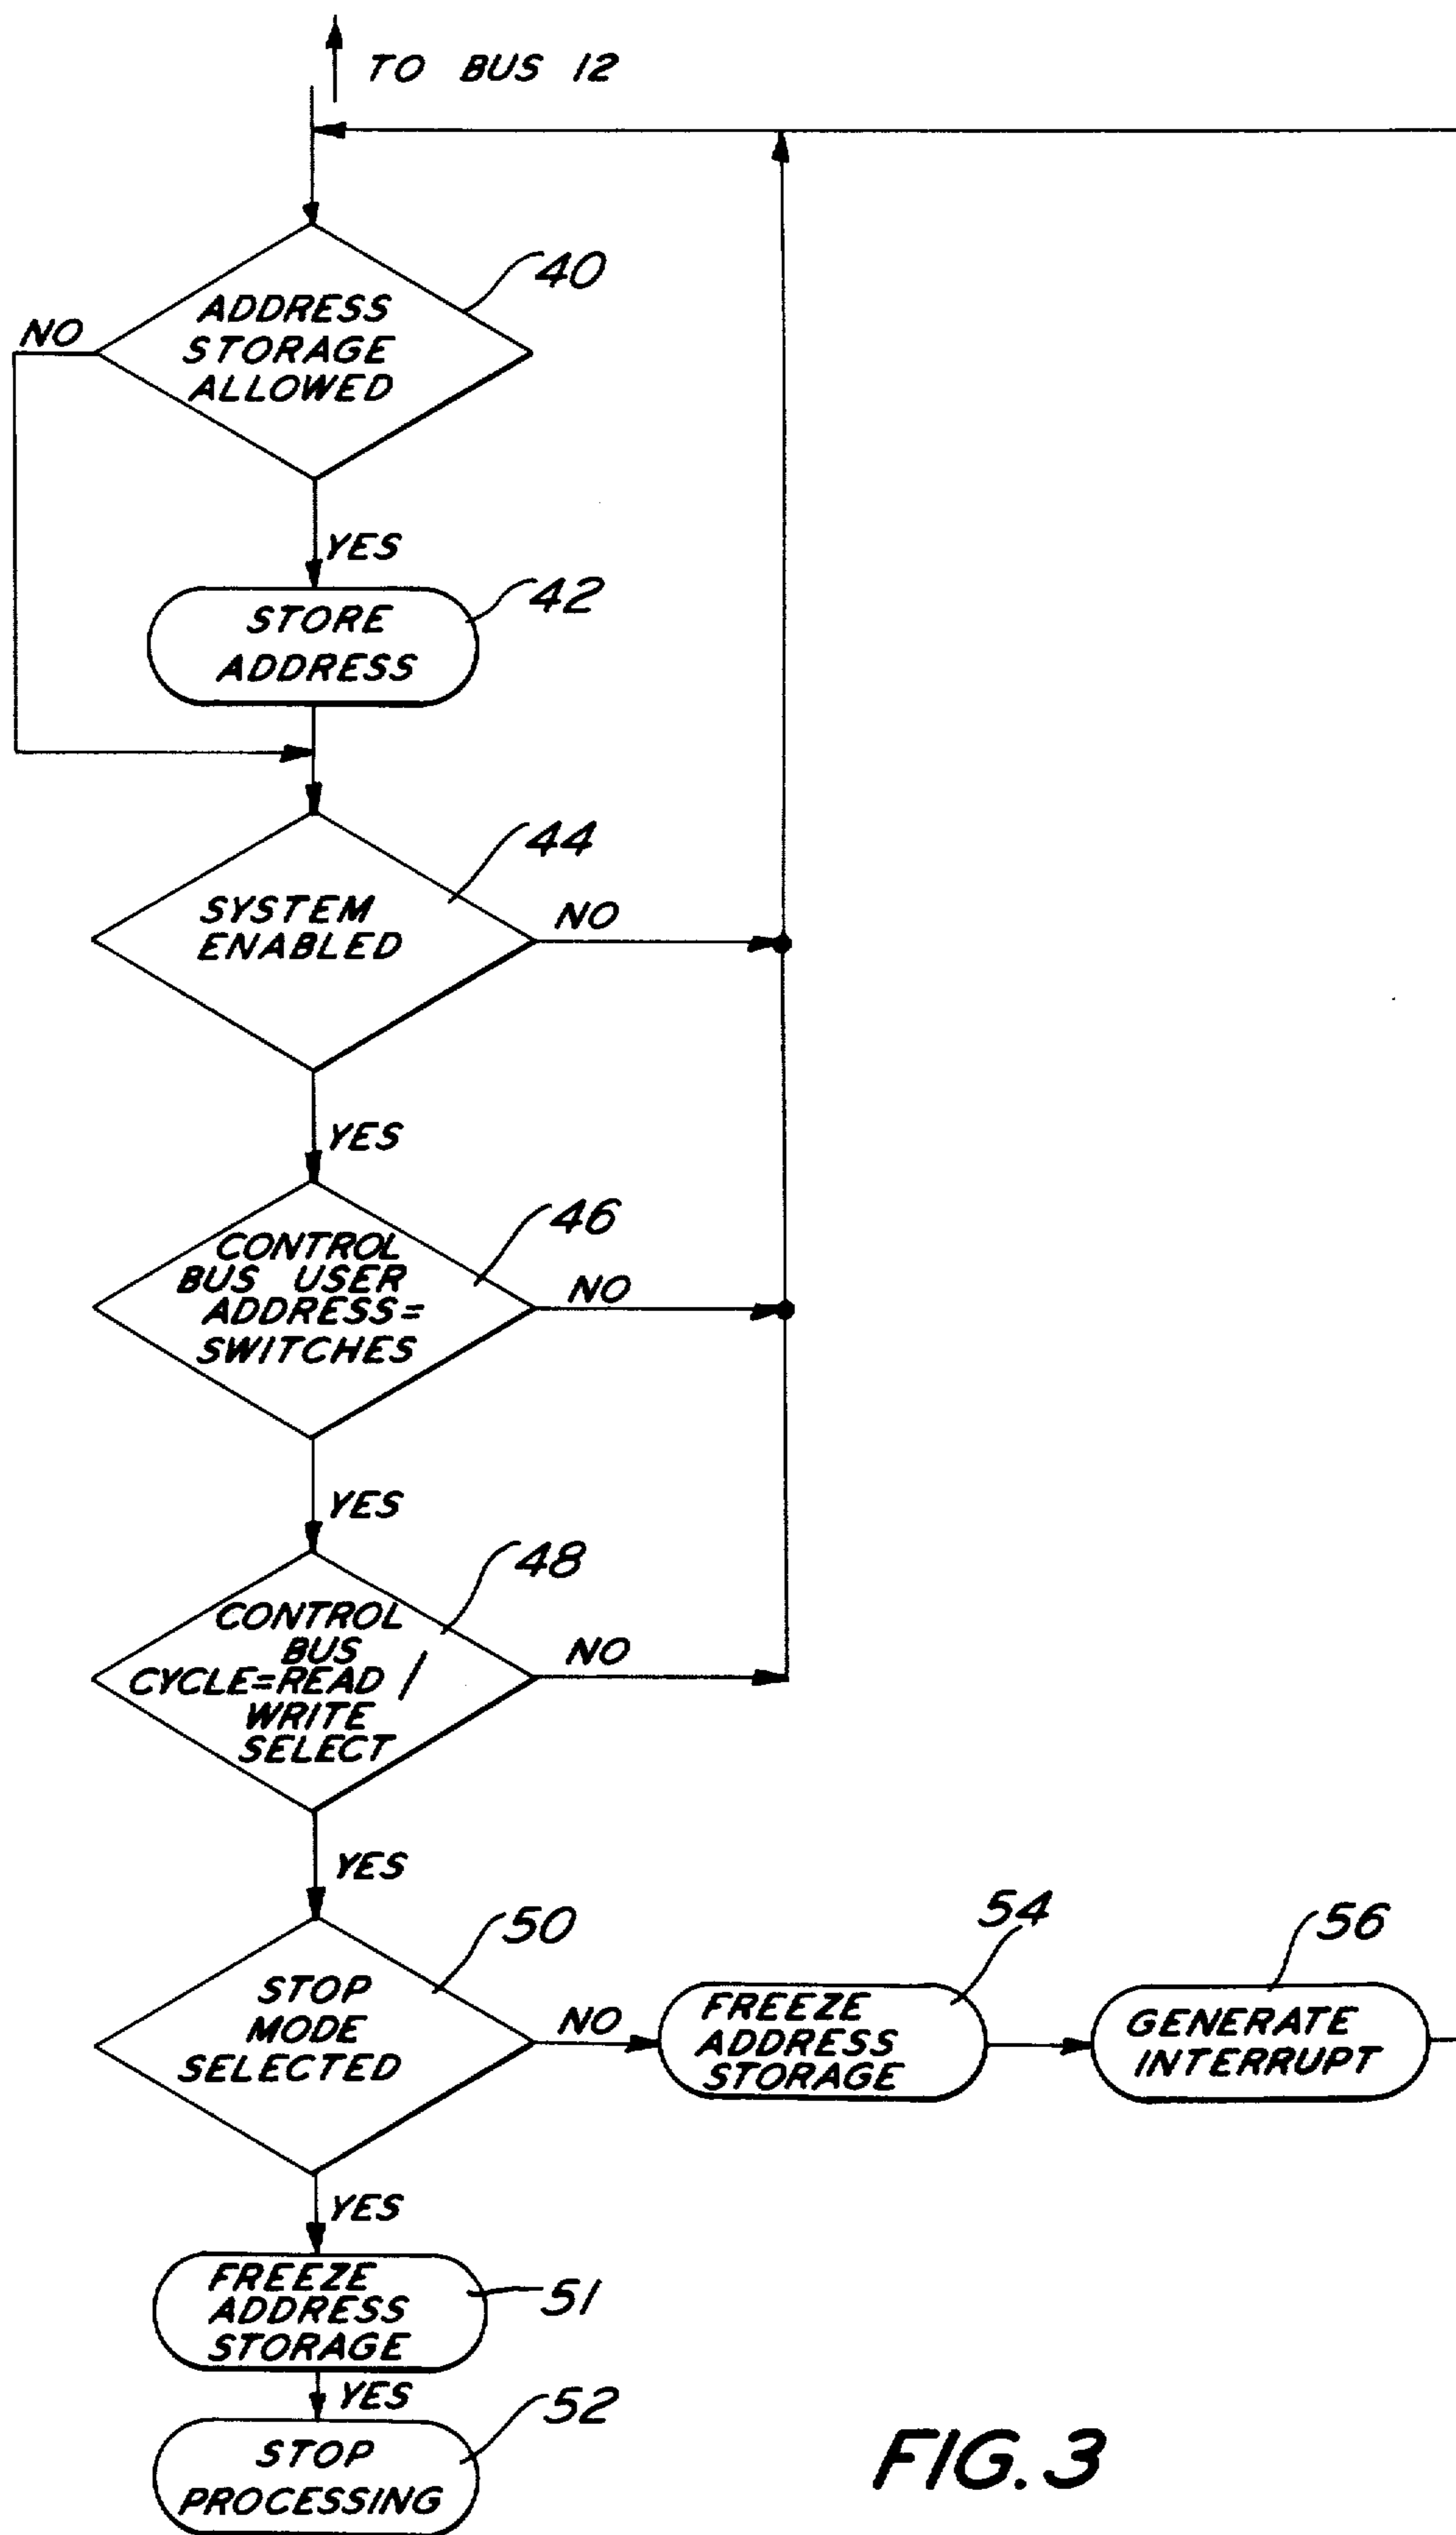 TO BUS 12
40
ADDRESS
STORAGE
ALLOWED
NO
YES
42
STORE
ADDRESS
44
SYSTEM
ENABLED
NO
YES
46
CONTROL
BUS USER
ADDRESS=
SWITCHES
NO
YES
48
CONTROL
BUS
CYCLE=READ /
WRITE
SELECT
NO
YES
50
STOP
MODE
SELECTED
NO
54
FREEZE
ADDRESS
STORAGE
56
GENERATE
INTERRUPT
YES
51
FREEZE
ADDRESS
STORAGE
YES
52
STOP
PROCESSING
FIG. 3